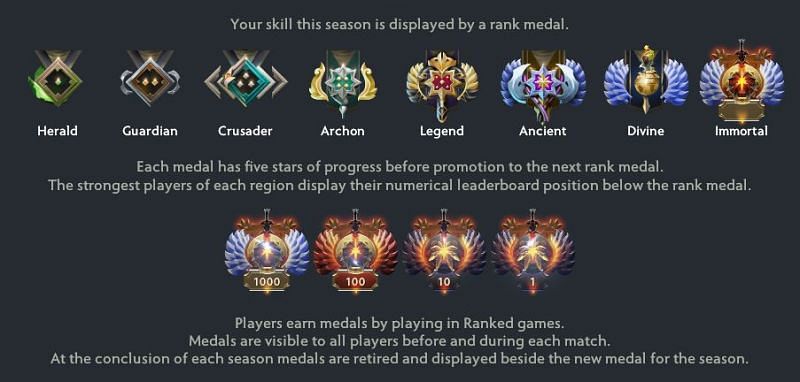 Your skill this season is displayed by a rank medal.
Herald Guardian Crusader Archon Legend Ancient Divine Immortal
Each medal has five stars of progress before promotion to the next rank medal.
The strongest players of each region display their numerical leaderboard position below the rank medal.
1000 100 10 1
Players earn medals by playing in Ranked games.
Medals are visible to all players before and during each match.
At the conclusion of each season medals are retired and displayed beside the new medal for the season.